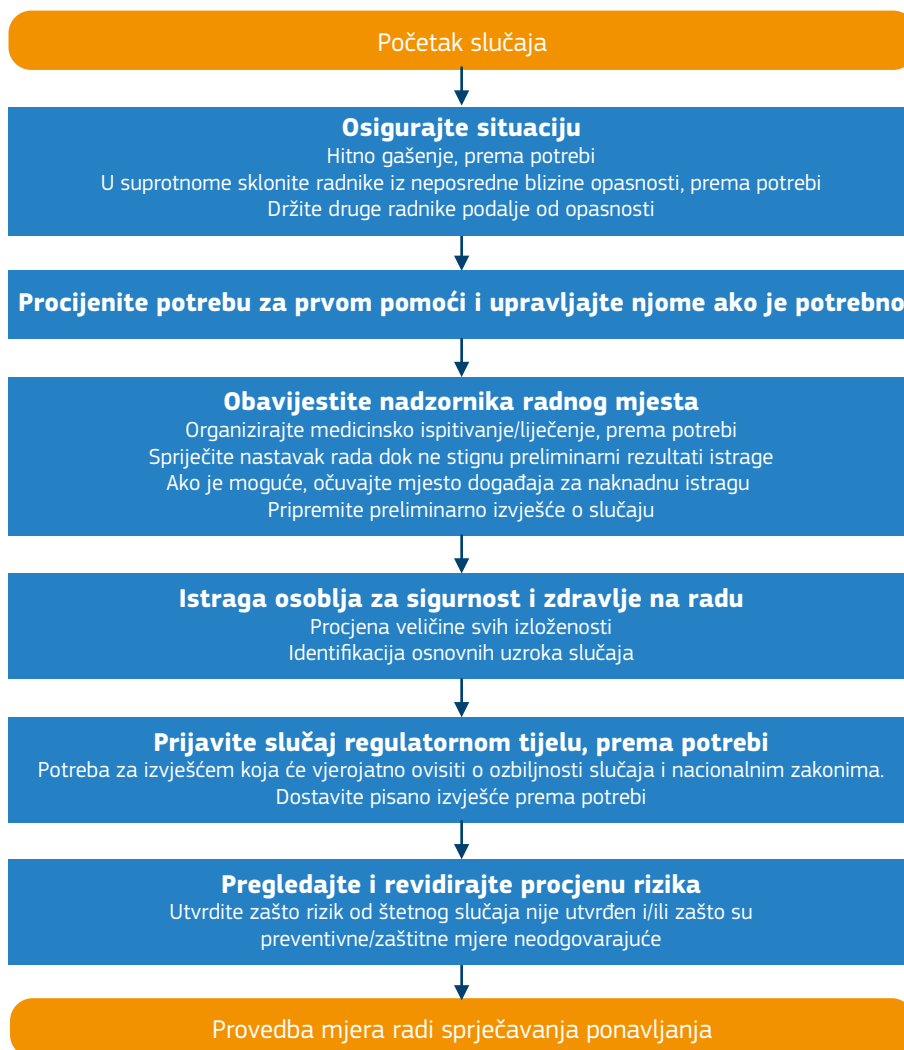 Početak slučaja
Osigurajte situaciju
Hitno gašenje, prema potrebi
U suprotnome sklonite radnike iz neposredne blizine opasnosti, prema potrebi
Držite druge radnike podalje od opasnosti
Procijenite potrebu za prvom pomoći i upravljajte njome ako je potrebno
Obavijestite nadzornika radnog mjesta
Organizirajte medicinsko ispitivanje/liječenje, prema potrebi
Spriječite nastavak rada dok ne stignu preliminarni rezultati istrage
Ako je moguće, očuvajte mjesto događaja za naknadnu istragu
Pripremite preliminarno izvješće o slučaju
Istraga osoblja za sigurnost i zdravlje na radu
Procjena veličine svih izloženosti
Identifikacija osnovnih uzroka slučaja
Prijavite slučaj regulatornom tijelu, prema potrebi
Potreba za izvješćem koja će vjerojatno ovisiti o ozbiljnosti slučaja i nacionalnim zakonima.
Dostavite pisano izvješće prema potrebi
Pregledajte i revidirajte procjenu rizika
Utvrdite zašto rizik od štetnog slučaja nije utvrđen i/ili zašto su
preventivne/zaštitne mjere neodgovarajuće
Provedba mjera radi sprječavanja ponavljanja